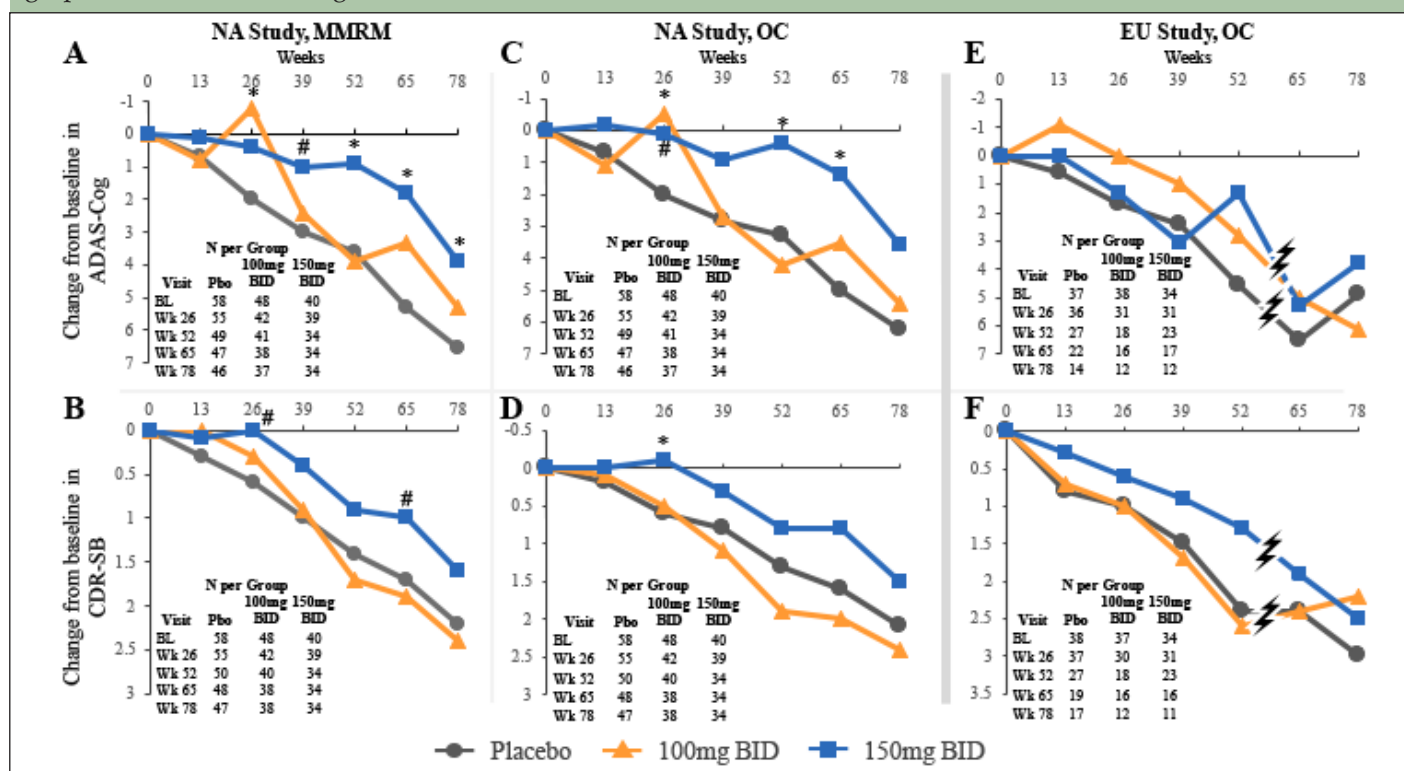 NA Study, MMRM
NA Study, OC
EU Study, OC
A
Weeks
0 13 26 39 52 65 78
-1
0
1
2
3
4
5
6
7
Change from baseline in
ADAS-Cog
* # * * *
N per Group
Visit Pbo 100mg BID 150mg BID
BL 58 48 40
Wk 26 55 42 39
Wk 52 49 41 34
Wk 65 47 38 34
Wk 78 46 37 34
C
Weeks
0 13 26 39 52 65 78
-1
0
1
2
3
4
5
6
7
* # * *
N per Group
Visit Pbo 100mg BID 150mg BID
BL 58 48 40
Wk 26 55 42 39
Wk 52 49 41 34
Wk 65 47 38 34
Wk 78 46 37 34
E
Weeks
0 13 26 39 52 65 78
-2
-1
0
1
2
3
4
5
6
7
N per Group
Visit Pbo 100mg BID 150mg BID
BL 37 38 34
Wk 26 36 31 31
Wk 52 27 18 23
Wk 65 22 16 17
Wk 78 14 12 12
B
0 13 26 39 52 65 78
0
0.5
1
1.5
2
2.5
3
Change from baseline in
CDR-SB
# #
N per Group
Visit Pbo 100mg BID 150mg BID
BL 58 48 40
Wk 26 55 42 39
Wk 52 50 40 34
Wk 65 48 38 34
Wk 78 47 38 34
D
0 13 26 39 52 65 78
-0.5
0
0.5
1
1.5
2
2.5
3
*
N per Group
Visit Pbo 100mg BID 150mg BID
BL 58 48 40
Wk 26 55 42 39
Wk 52 50 40 34
Wk 65 48 38 34
Wk 78 47 38 34
F
0 13 26 39 52 65 78
0
0.5
1
1.5
2
2.5
3
3.5
N per Group
Visit Pbo 100mg BID 150mg BID
BL 38 37 34
Wk 26 37 30 31
Wk 52 27 18 23
Wk 65 19 16 16
Wk 78 17 12 11
Placebo 100mg BID 150mg BID